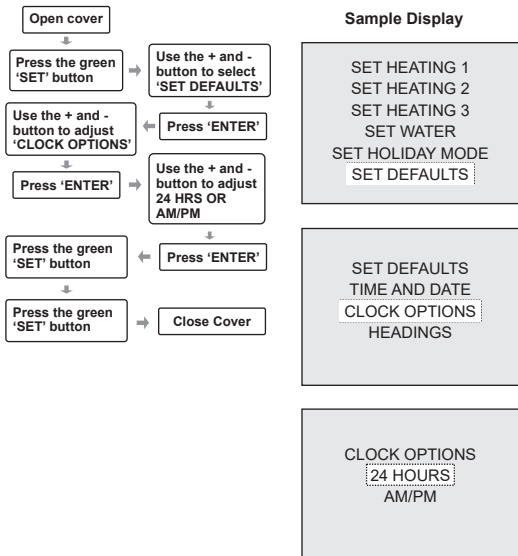 Open cover
Press the green
‘SET’ button
Use the + and -
button to select
‘SET DEFAULTS’
Press ‘ENTER’
Use the + and -
button to adjust
‘CLOCK OPTIONS’
Press ‘ENTER’
Use the + and -
button to adjust
24 HRS OR
AM/PM
Press ‘ENTER’
Press the green
‘SET’ button
Press the green
‘SET’ button
Close Cover
Sample Display
SET HEATING 1
SET HEATING 2
SET HEATING 3
SET WATER
SET HOLIDAY MODE
SET DEFAULTS
SET DEFAULTS
TIME AND DATE
CLOCK OPTIONS
HEADINGS
CLOCK OPTIONS
24 HOURS
AM/PM